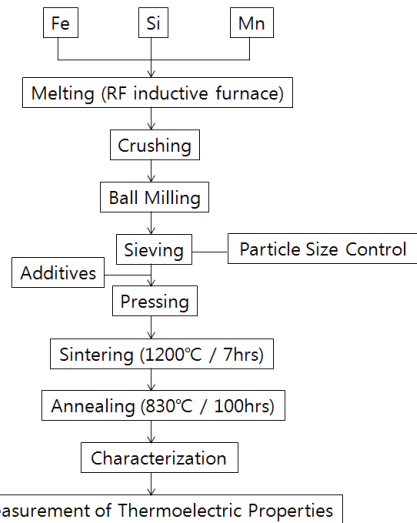 Fe Si Mn
Melting (RF inductive furnace)
Crushing
Ball Milling
Sieving
Particle Size Control
Additives
Pressing
Sintering (1200℃ / 7hrs)
Annealing (830℃ / 100hrs)
Characterization
easurement of Thermoelectric Properties